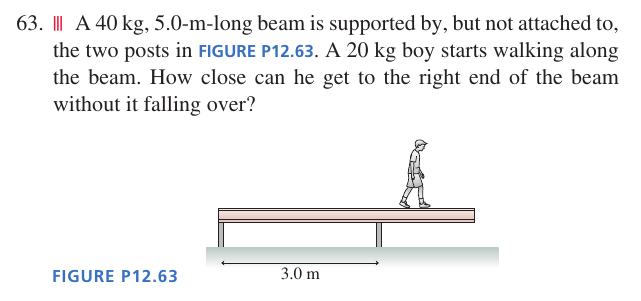 63. ||| A 40 kg, 5.0-m-long beam is supported by, but not attached to,
the two posts in FIGURE P12.63. A 20 kg boy starts walking along
the beam. How close can he get to the right end of the beam
without it falling over?
FIGURE P12.63
3.0 m